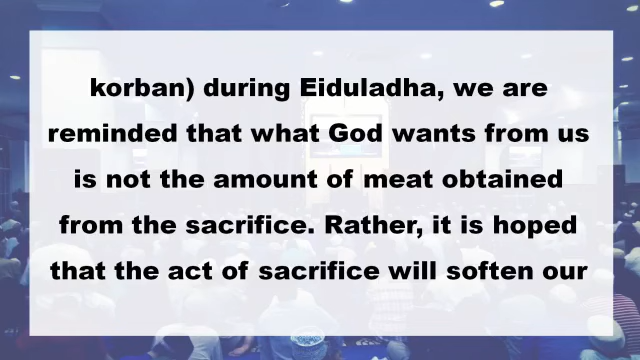 korban) during Eiduladha, we are
reminded that what God wants from us
is not the amount of meat obtained
from the sacrifice. Rather, it is hoped
that the act of sacrifice will soften our